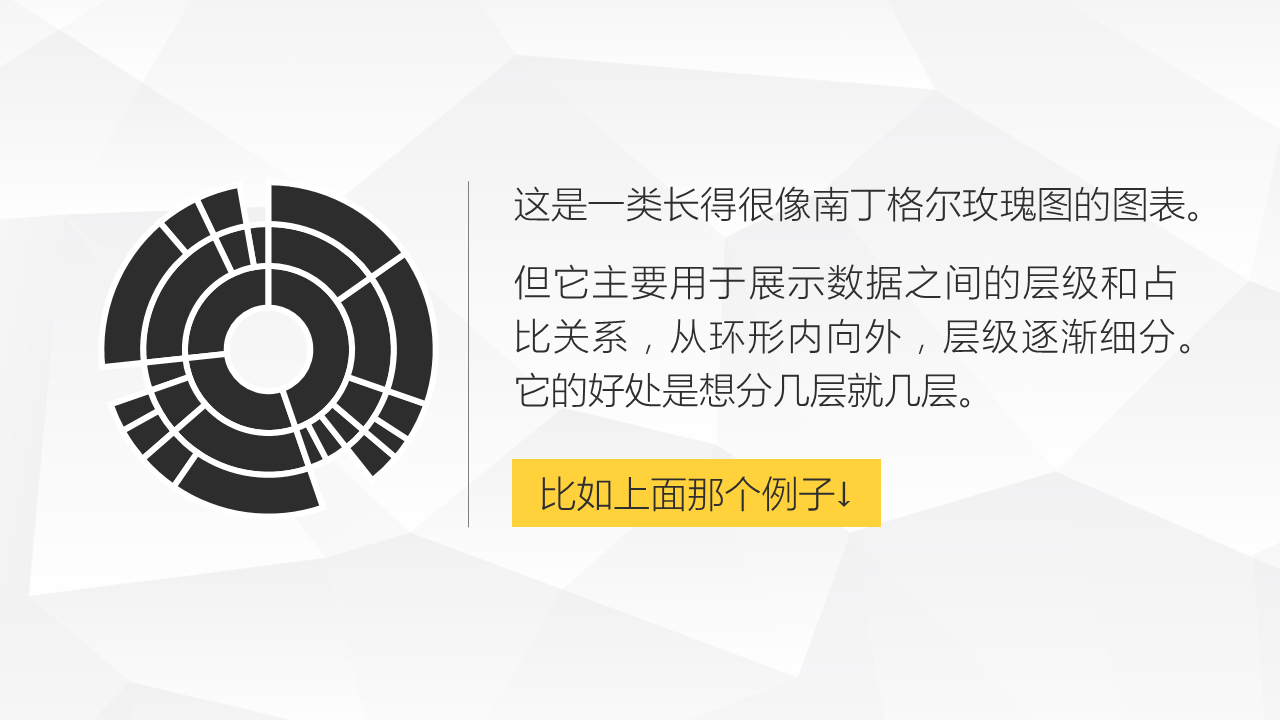 这是一类长得很像南丁格尔玫瑰图的图表。
但它主要用于展示数据之间的层级和占
比关系，从环形内向外，层级逐渐细分。
它的好处是想分几层就几层。
比如上面那个例子↓